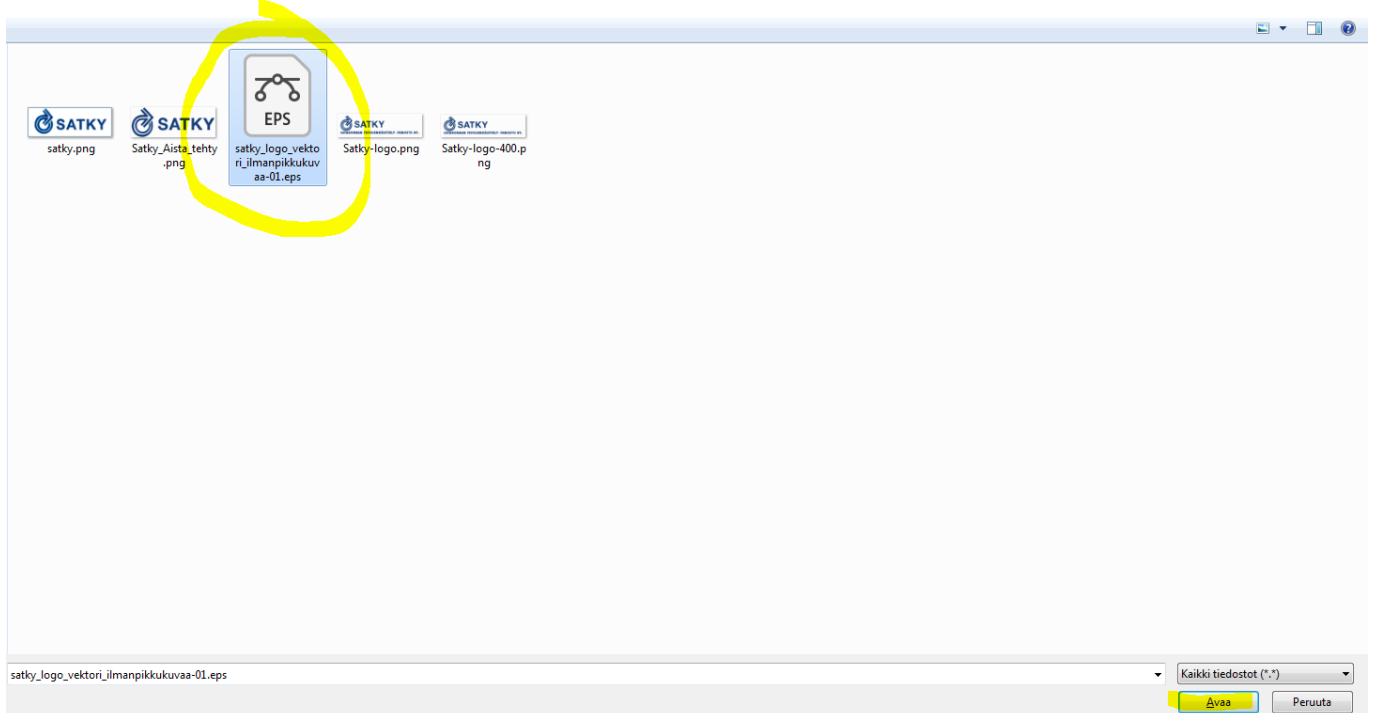 EPS
SATKY
SATKY
SATKY
SATKY
satky.png
Satky_Aista_tehty
.png
satky_logo_vekto
ri_ilmanpikkukuv
aa-01.eps
Satky-logo.png
Satky-logo-400.p
ng
satky_logo_vektori_ilmanpikkukuvaa-01.eps
Kaikki tiedostot (*.*)
Avaa
Peruuta